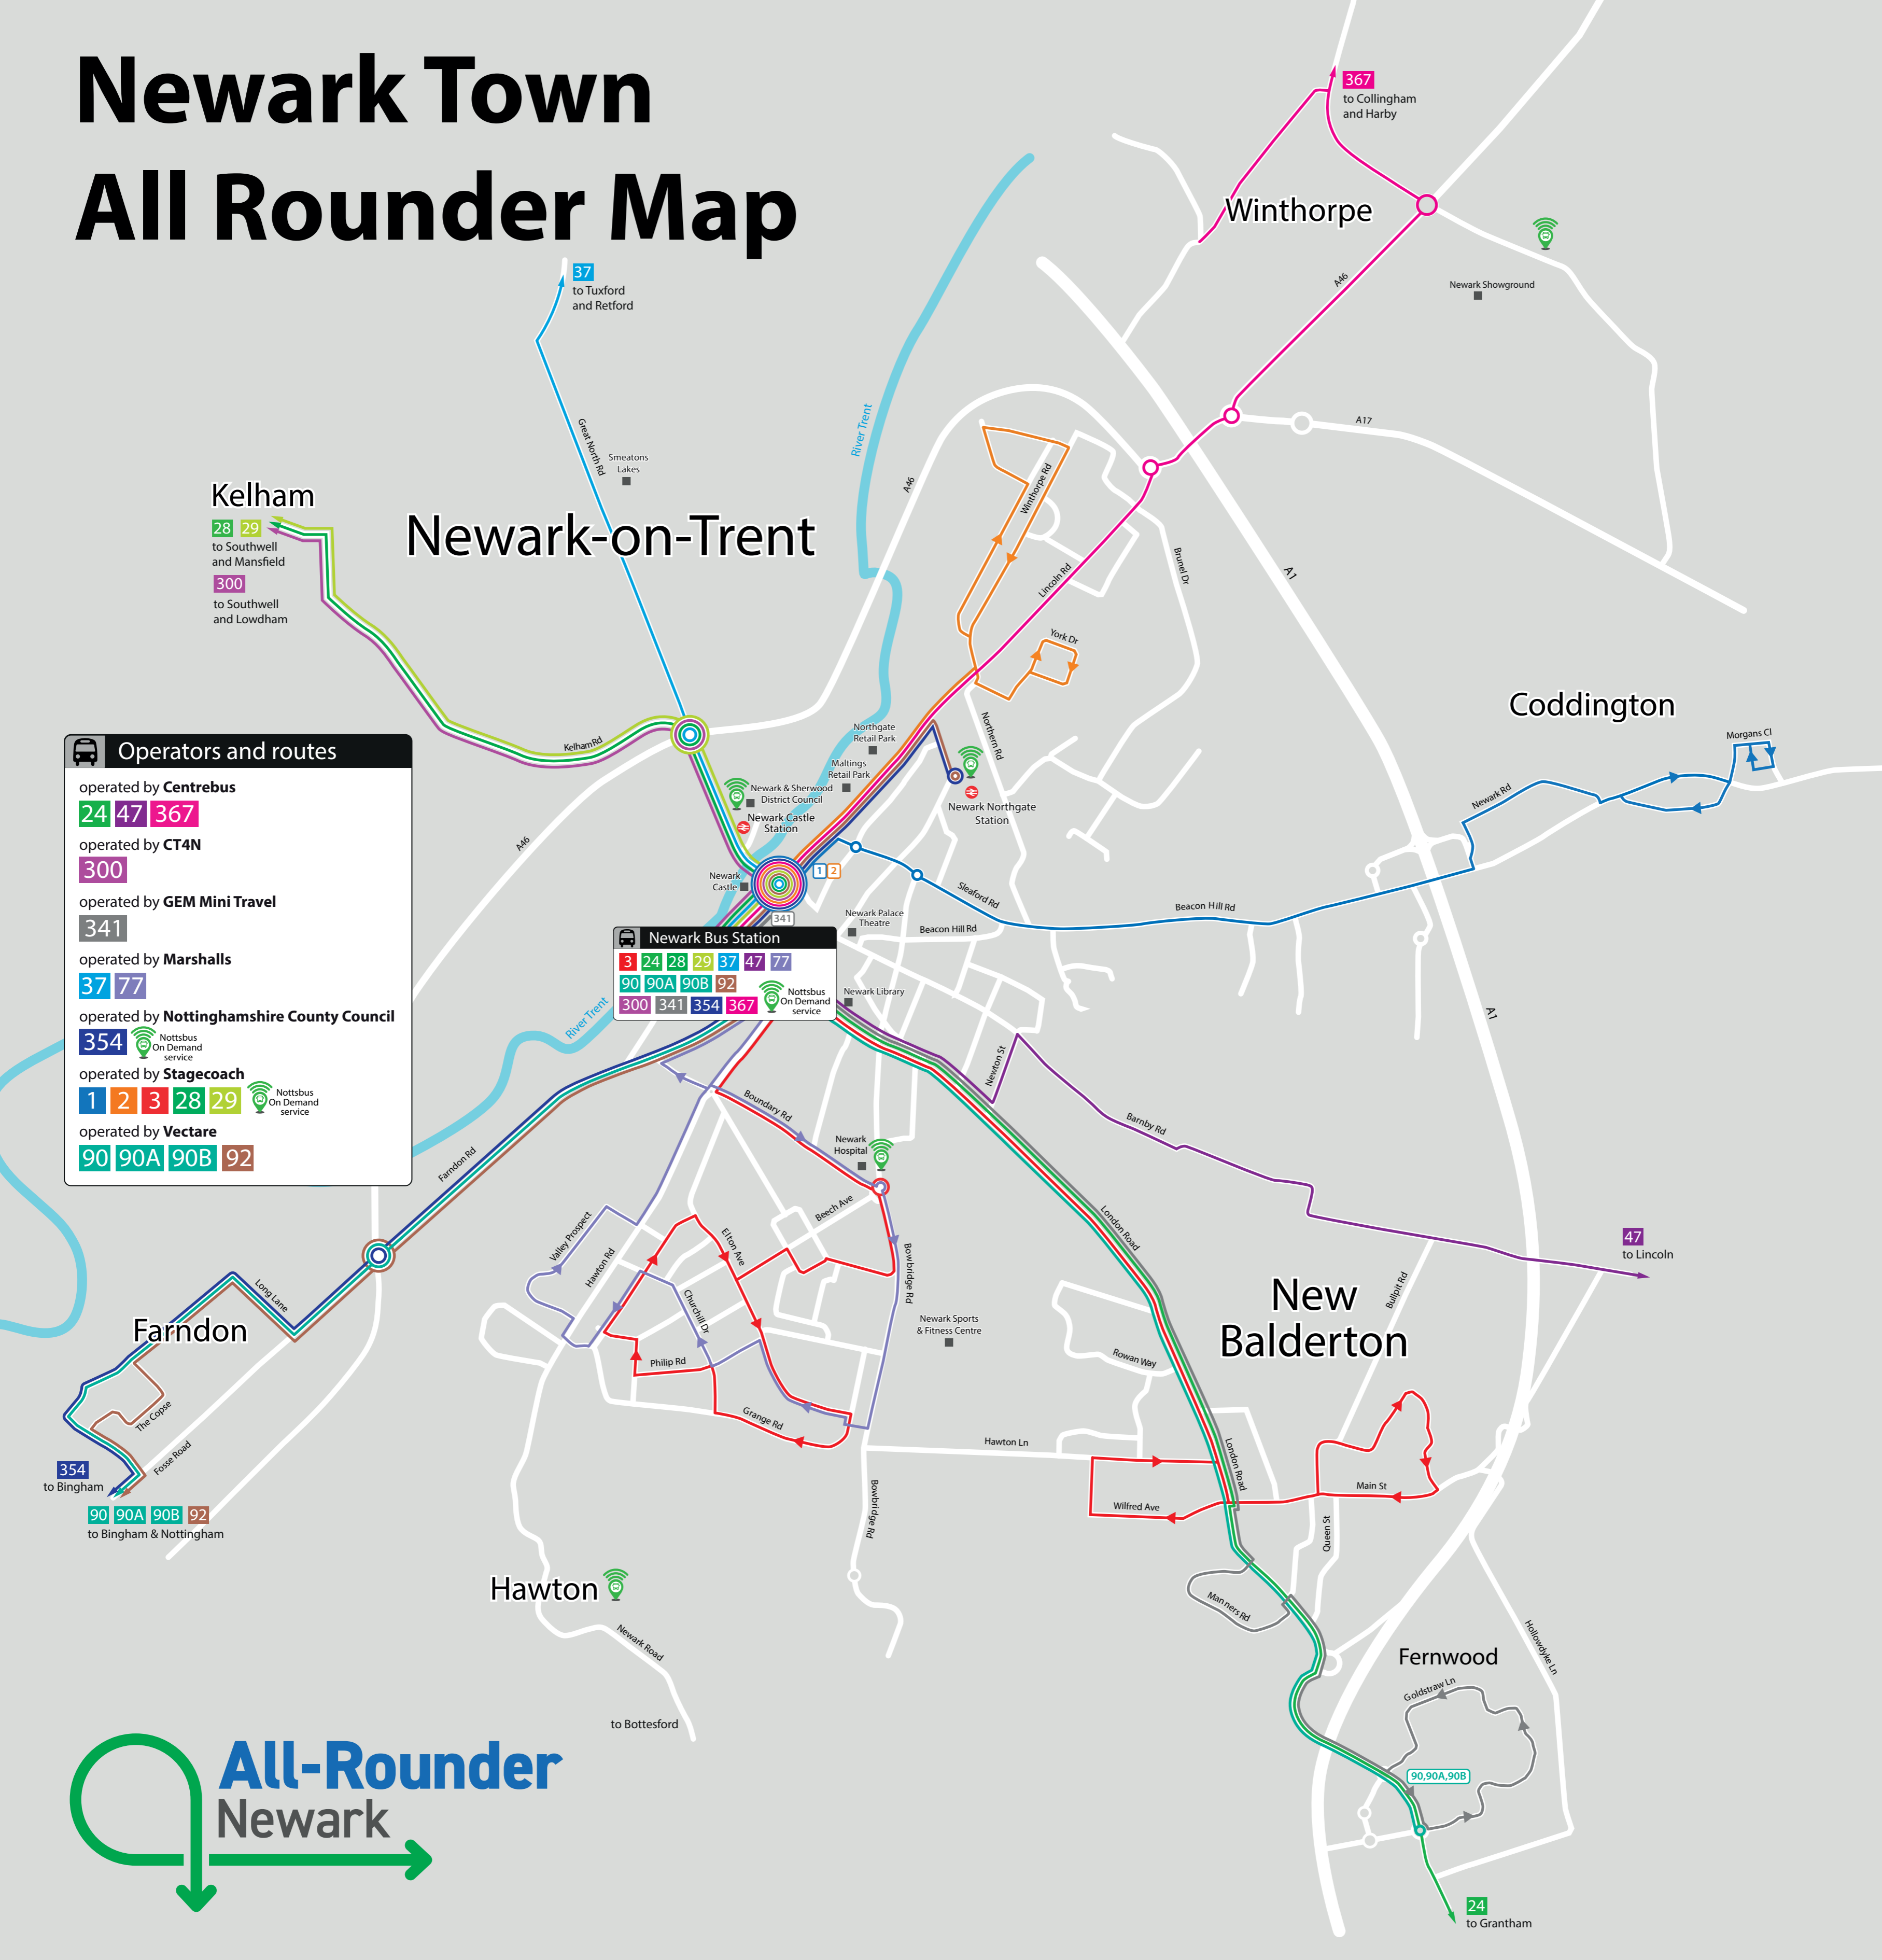 Newark Town
All Rounder Map
367
to Collingham
and Harby
Winthorpe
37
to Tuxford
and Retford
A46
Newark Showground
River Trent
A17
Great North Rd
Smeatons
Lakes
A46
Winthorpe Rd
Kelham
28 29
to Southwell
and Mansfield
300
to Southwell
and Lowdham
Newark-on-Trent
Lincoln Rd
Brunel Dr
A1
York Dr
Coddington
Morgans Cl
Newark Rd
Northern Rd
Northgate
Retail Park
Maltings
Retail Park
Kelham Rd
Newark & Sherwood
District Council
Newark Castle
Station
Newark Northgate
Station
A46
Newark
Castle
1 2
341
Sleaford Rd
Beacon Hill Rd
Newark Palace
Theatre
Beacon Hill Rd
Operators and routes
operated by Centrebus
24 47 367
operated by CT4N
300
operated by GEM Mini Travel
341
operated by Marshalls
37 77
operated by Nottinghamshire County Council
354
Nottsbus
On Demand
service
operated by Stagecoach
1 2 3 28 29
Nottsbus
On Demand
service
operated by Vectare
90 90A 90B 92
Newark Bus Station
3 24 28 29 37 47 77
90 90A 90B 92
300 341 354 367
Nottsbus
On Demand
service
Newark Library
River Trent
A1
Newton St
Boundary Rd
Barnby Rd
Newark
Hospital
Farndon Rd
Beech Ave
London Road
Valley Prospect
Hawton Rd
Elton Ave
Bowbridge Rd
47
to Lincoln
Long Lane
Farndon
Churchill Dr
Newark Sports
& Fitness Centre
New
Balderton
Bullpit Rd
Philip Rd
Rowan Way
The Copse
Grange Rd
Fosse Road
Hawton Ln
London Road
354
to Bingham
90 90A 90B 92
to Bingham & Nottingham
Bowbridge Rd
Wilfred Ave
Main St
Queen St
Hawton
Manners Rd
Newark Road
Hollowdyke Ln
Fernwood
Goldstraw Ln
to Bottesford
90,90A,90B
All-Rounder
Newark
24
to Grantham